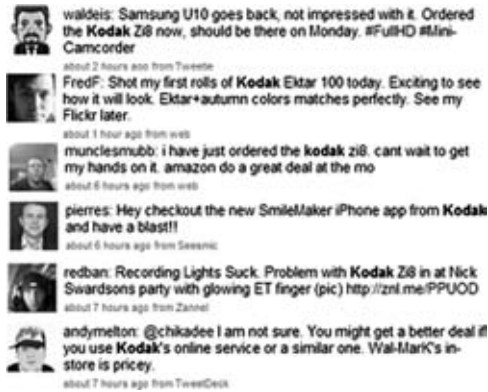 waldeis: Samsung U10 goes back, not impressed with it. Ordered
the Kodak Zi8 now, should be there on Monday. #FullHD #Mini-
Camcorder
about 2 hours ago from Tweetie
FredF: Shot my first rolls of Kodak Ektar 100 today. Exciting to see
how it will look. Ektar+autumn colors matches perfectly. See my
Flickr later.
about 1 hour ago from web
munclesmubb: i have just ordered the kodak zi8. cant wait to get
my hands on it. amazon do a great deal at the mo
about 6 hours ago from web
pierres: Hey checkout the new SmileMaker iPhone app from Kodak
and have a blast!!
about 6 hours ago from Seesmic
redban: Recording Lights Suck. Problem with Kodak Zi8 in at Nick
Swardsons party with glowing ET finger (pic) http://znl.me/PPUOD
about 7 hours ago from Zannel
andymelton: @chikadee I am not sure. You might get a better deal if
you use Kodak's online service or a similar one. Wal-MarK's in-
store is pricey.
about 7 hours ago from TweetDeck